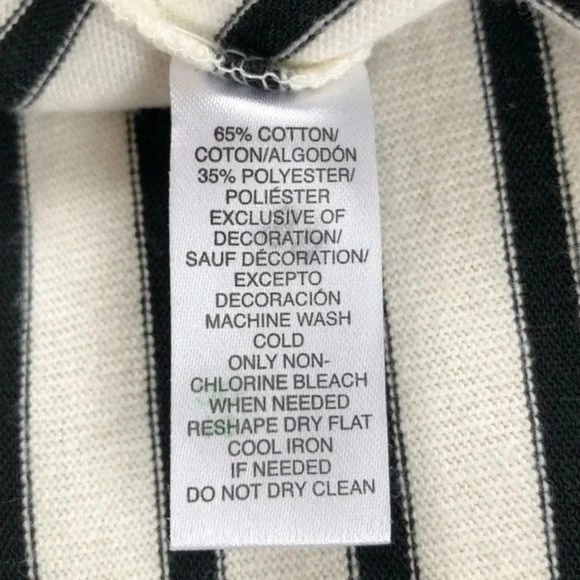 65% COTTON/
COTON/ALGODÓN
35% POLYESTER/
POLIÉSTER
EXCLUSIVE OF
DECORATION/
SAUF DÉCORATION/
EXCEPTO
DECORACIÓN
MACHINE WASH
COLD
ONLY NON-
CHLORINE BLEACH
WHEN NEEDED
RESHAPE DRY FLAT
COOL IRON
IF NEEDED
DO NOT DRY CLEAN